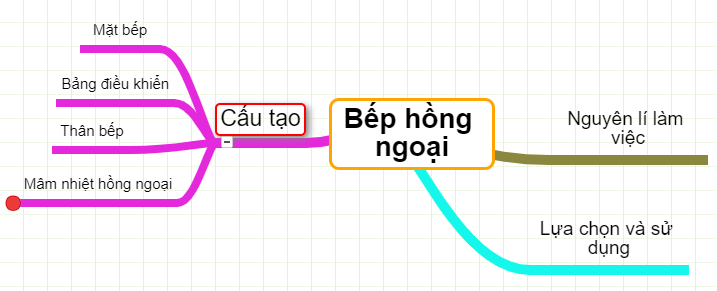 Mặt bếp
Bảng điều khiển
Thân bếp
Mâm nhiệt hồng ngoại
Cấu tạo
Bếp hồng
ngoại
Nguyên lí làm
việc
Lựa chọn và sử
dụng